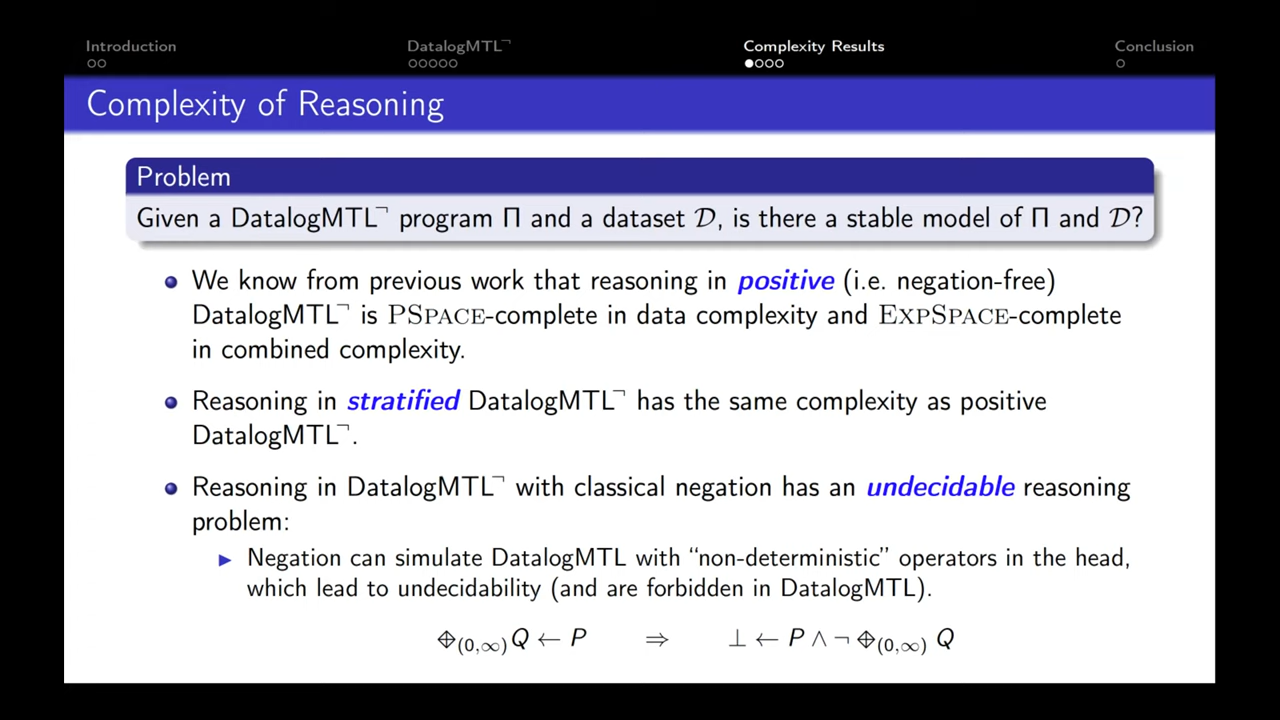 Introduction DatalogMTL¬ Complexity Results Conclusion
Complexity of Reasoning
Problem
Given a DatalogMTL¬ program Π and a dataset 𝒟, is there a stable model of Π and 𝒟?
We know from previous work that reasoning in positive (i.e. negation-free)
DatalogMTL¬ is PSPACE-complete in data complexity and EXPSPACE-complete
in combined complexity.
Reasoning in stratified DatalogMTL¬ has the same complexity as positive
DatalogMTL¬.
Reasoning in DatalogMTL¬ with classical negation has an undecidable reasoning
problem:
Negation can simulate DatalogMTL with “non-deterministic” operators in the head,
which lead to undecidability (and are forbidden in DatalogMTL).
⟴(0,∞) Q ← P ⇒ ⊥ ← P ∧ ¬ ⟴(0,∞) Q